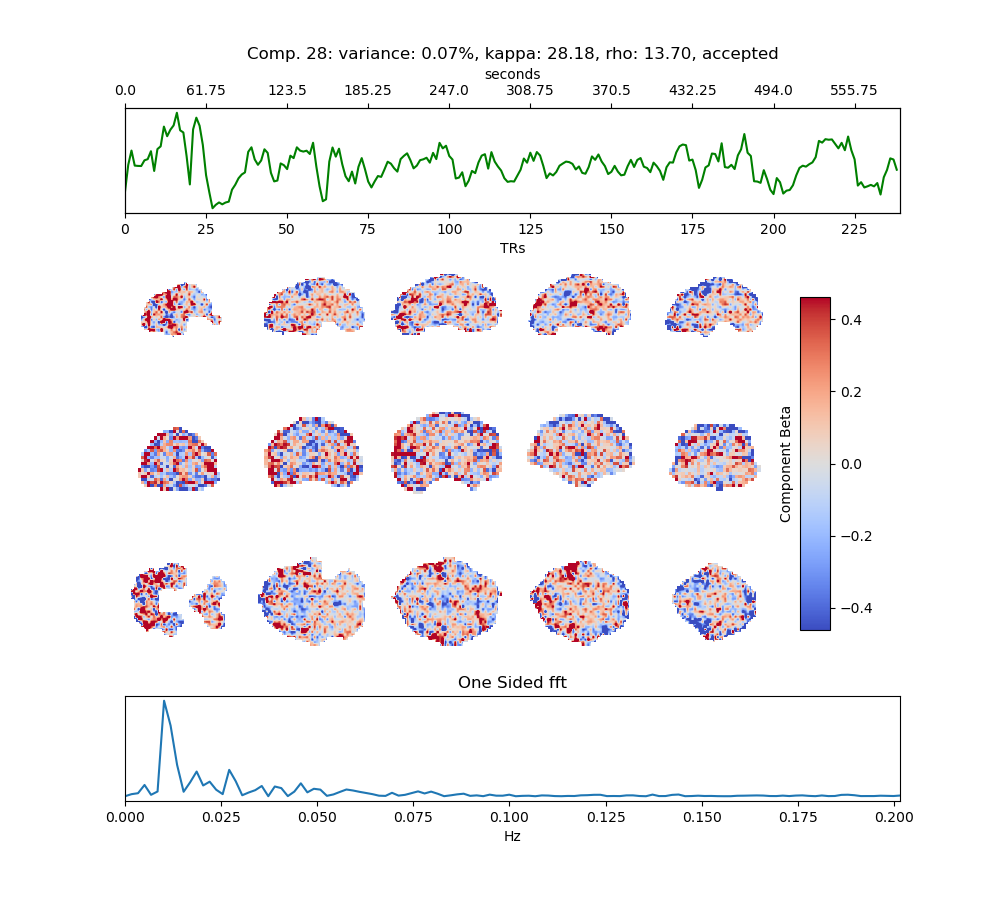 Comp. 28: variance: 0.07%, kappa: 28.18, rho: 13.70, accepted
seconds
0.0 61.75 123.5 185.25 247.0 308.75 370.5 432.25 494.0 555.75
0 25 50 75 100 125 150 175 200 225
TRs
0.4
0.2
0.0
−0.2
−0.4
Component Beta
One Sided fft
0.000 0.025 0.050 0.075 0.100 0.125 0.150 0.175 0.200
Hz